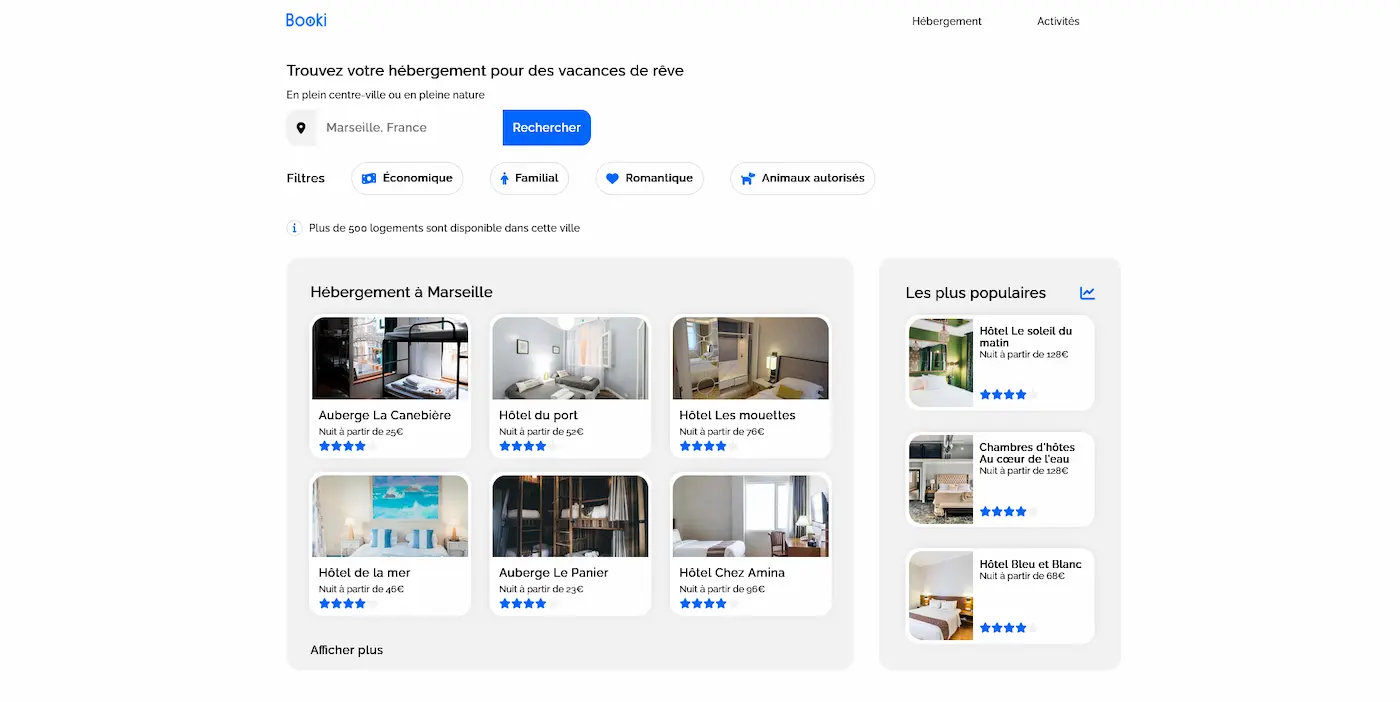 Booki
Hébergement
Activités
Trouvez votre hébergement pour des vacances de rêve
En plein centre-ville ou en pleine nature
Marseille, France
Rechercher
Filtres
Économique
Familial
Romantique
Animaux autorisés
Plus de 500 logements sont disponible dans cette ville
Hébergement à Marseille
Auberge La Canebière
Nuit à partir de 25€
Hôtel du port
Nuit à partir de 52€
Hôtel Les mouettes
Nuit à partir de 76€
Hôtel de la mer
Nuit à partir de 46€
Auberge Le Panier
Nuit à partir de 23€
Hôtel Chez Amina
Nuit à partir de 96€
Afficher plus
Les plus populaires
Hôtel Le soleil du
matin
Nuit à partir de 128€
Chambres d'hôtes
Au cœur de l'eau
Nuit à partir de 128€
Hôtel Bleu et Blanc
Nuit à partir de 68€